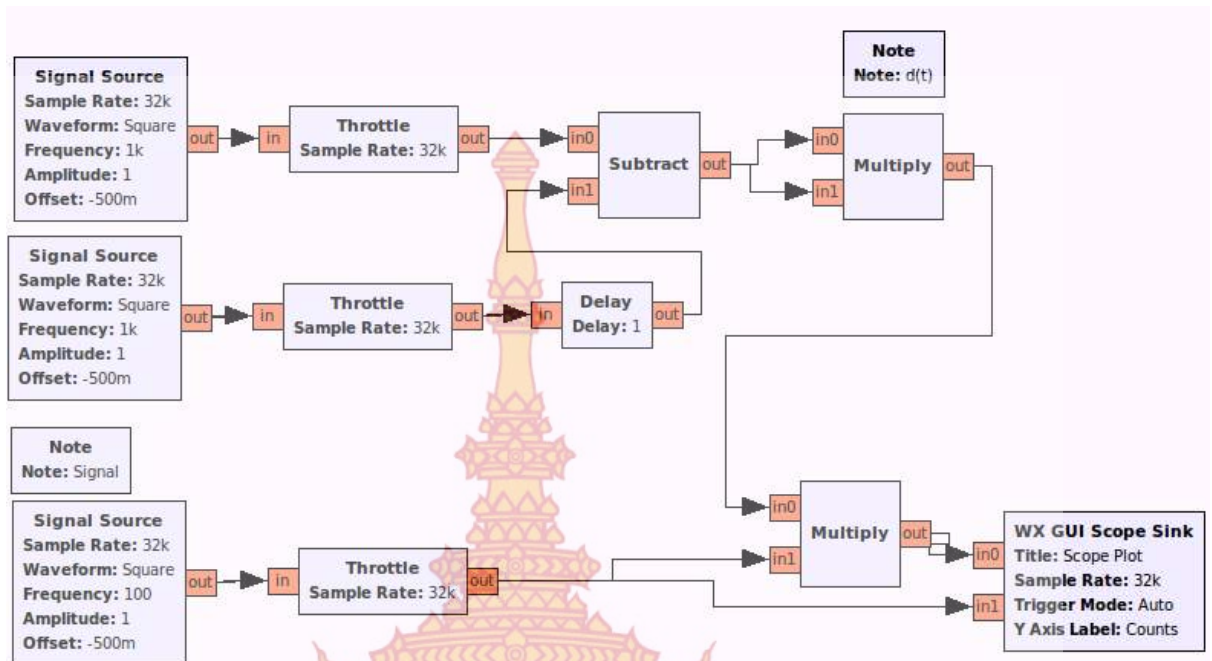 Note
Note: d(t)
Signal Source
Sample Rate: 32k
Waveform: Square
Frequency: 1k
Amplitude: 1
Offset: -500m
out
in
Throttle
Sample Rate: 32k
out
in0
in1
Subtract
out
in0
in1
Multiply
out
Signal Source
Sample Rate: 32k
Waveform: Square
Frequency: 1k
Amplitude: 1
Offset: -500m
out
in
Throttle
Sample Rate: 32k
out
in
Delay
Delay: 1
out
Note
Note: Signal
Signal Source
Sample Rate: 32k
Waveform: Square
Frequency: 100
Amplitude: 1
Offset: -500m
out
in
Throttle
Sample Rate: 32k
out
in0
in1
Multiply
out
in0
in1
WX GUI Scope Sink
Title: Scope Plot
Sample Rate: 32k
Trigger Mode: Auto
Y Axis Label: Counts